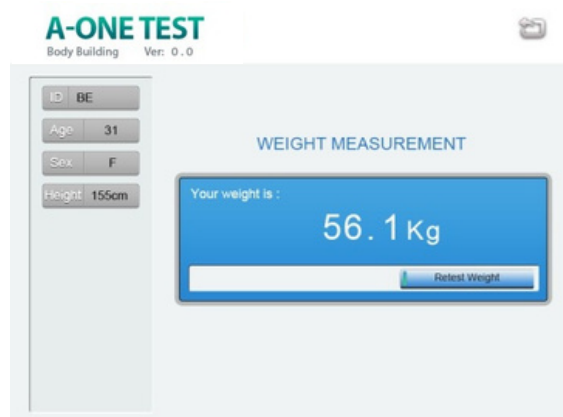 A-ONE TEST
Body Building Ver: 0.0
ID BE
Age 31
Sex F
Height 155cm
WEIGHT MEASUREMENT
Your weight is :
56.1Kg
Retest Weight